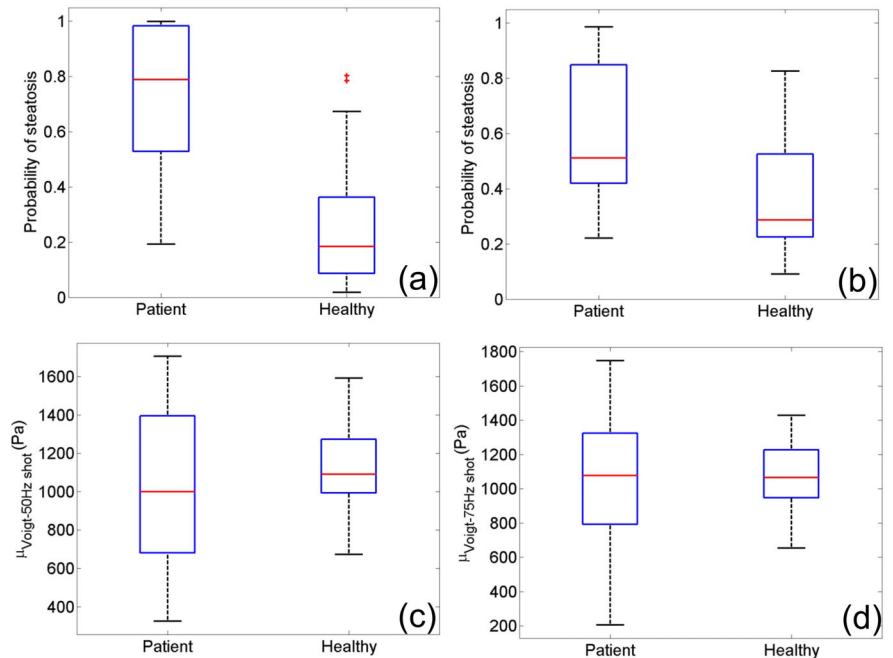 Probability of steatosis
1
0.8
0.6
0.4
0.2
0
Patient
Healthy
(a)
Probability of steatosis
1
0.8
0.6
0.4
0.2
0
Patient
Healthy
(b)
μVoigt-50Hz shot (Pa)
1600
1400
1200
1000
800
600
400
Patient
Healthy
(c)
μVoigt-75Hz shot (Pa)
1800
1600
1400
1200
1000
800
600
400
200
Patient
Healthy
(d)